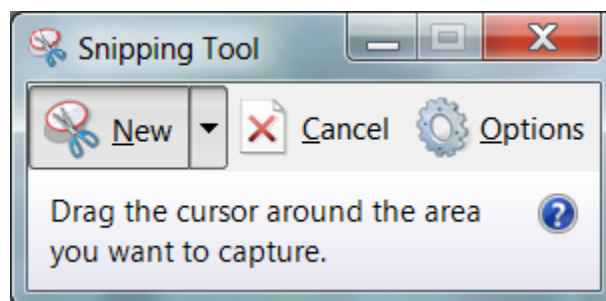 Snipping Tool
New Cancel Options
Drag the cursor around the area
you want to capture.